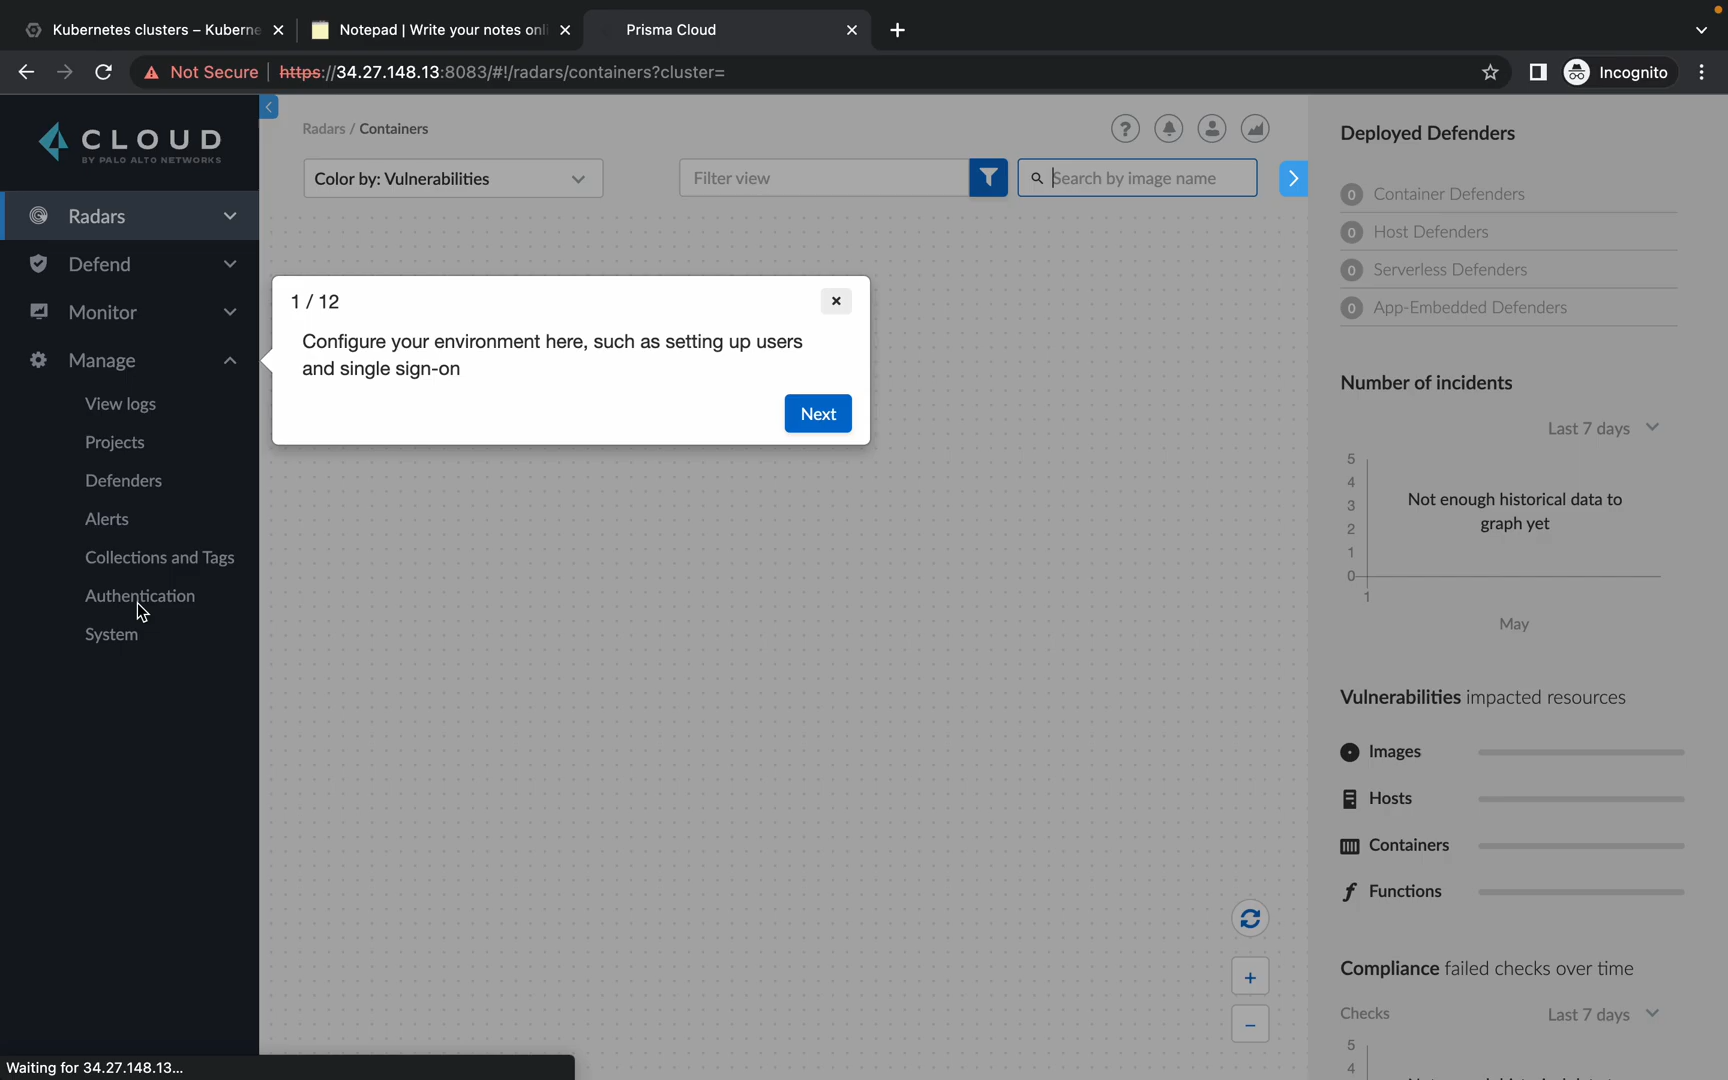 Kubernetes clusters – Kuberne
Notepad | Write your notes onli
Prisma Cloud
Not Secure
https://34.27.148.13:8083/#!/radars/containers?cluster=
Incognito
CLOUD
BY PALO ALTO NETWORKS
Radars
Defend
Monitor
Manage
View logs
Projects
Defenders
Alerts
Collections and Tags
Authentication
System
Radars / Containers
Color by: Vulnerabilities
Filter view
Search by image name
1 / 12
Configure your environment here, such as setting up users
and single sign-on
Next
Deployed Defenders
0 Container Defenders
0 Host Defenders
0 Serverless Defenders
0 App-Embedded Defenders
Number of incidents
Last 7 days
5
4
3
2
1
0
Not enough historical data to
graph yet
1
May
Vulnerabilities impacted resources
Images
Hosts
Containers
Functions
Compliance failed checks over time
Checks
Last 7 days
5
4
Waiting for 34.27.148.13...